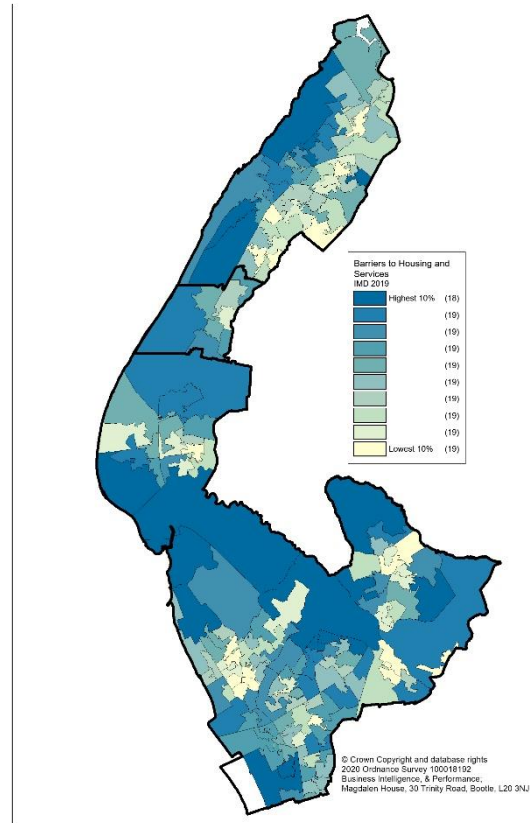 Barriers to Housing and
Services
IMD 2019
Highest 10% (18)
(19)
(19)
(19)
(19)
(19)
(19)
(19)
(19)
Lowest 10% (19)
© Crown Copyright and database rights
2020 Ordnance Survey 100018192
Business Intelligence, & Performance,
Magdalen House, 30 Trinity Road, Bootle, L20 3NJ